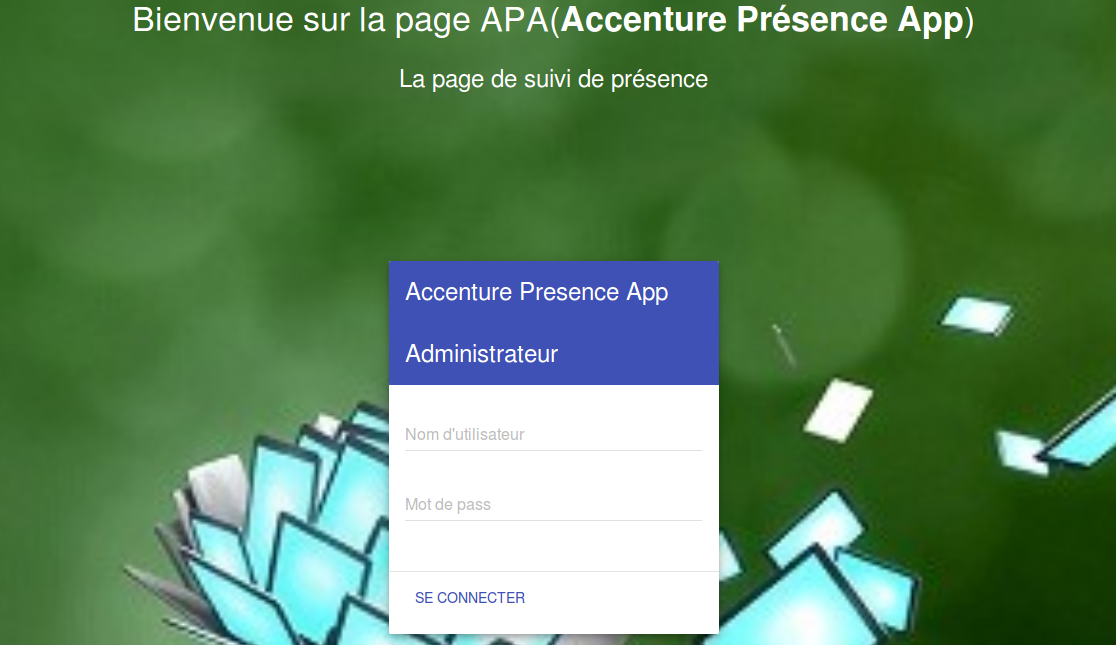 Bienvenue sur la page APA(Accenture Présence App)
La page de suivi de présence
Accenture Presence App
Administrateur
Nom d'utilisateur
Mot de pass
SE CONNECTER